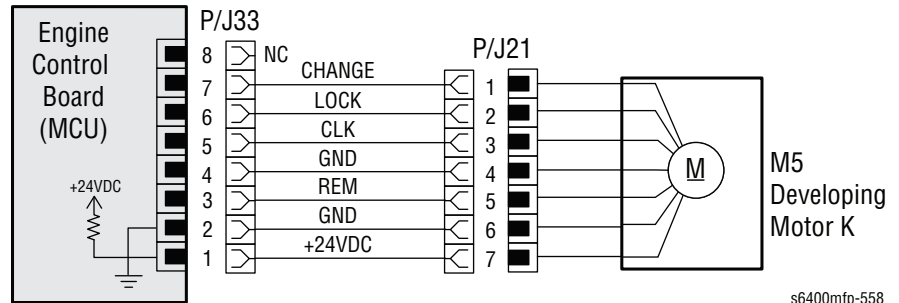 Engine
Control
Board
(MCU)
+24VDC
P/J33
8 NC
7 CHANGE
6 LOCK
5 CLK
4 GND
3 REM
2 GND
1 +24VDC
P/J21
1
2
3
4
5
6
7
M
M5
Developing
Motor K
s6400mfp-558